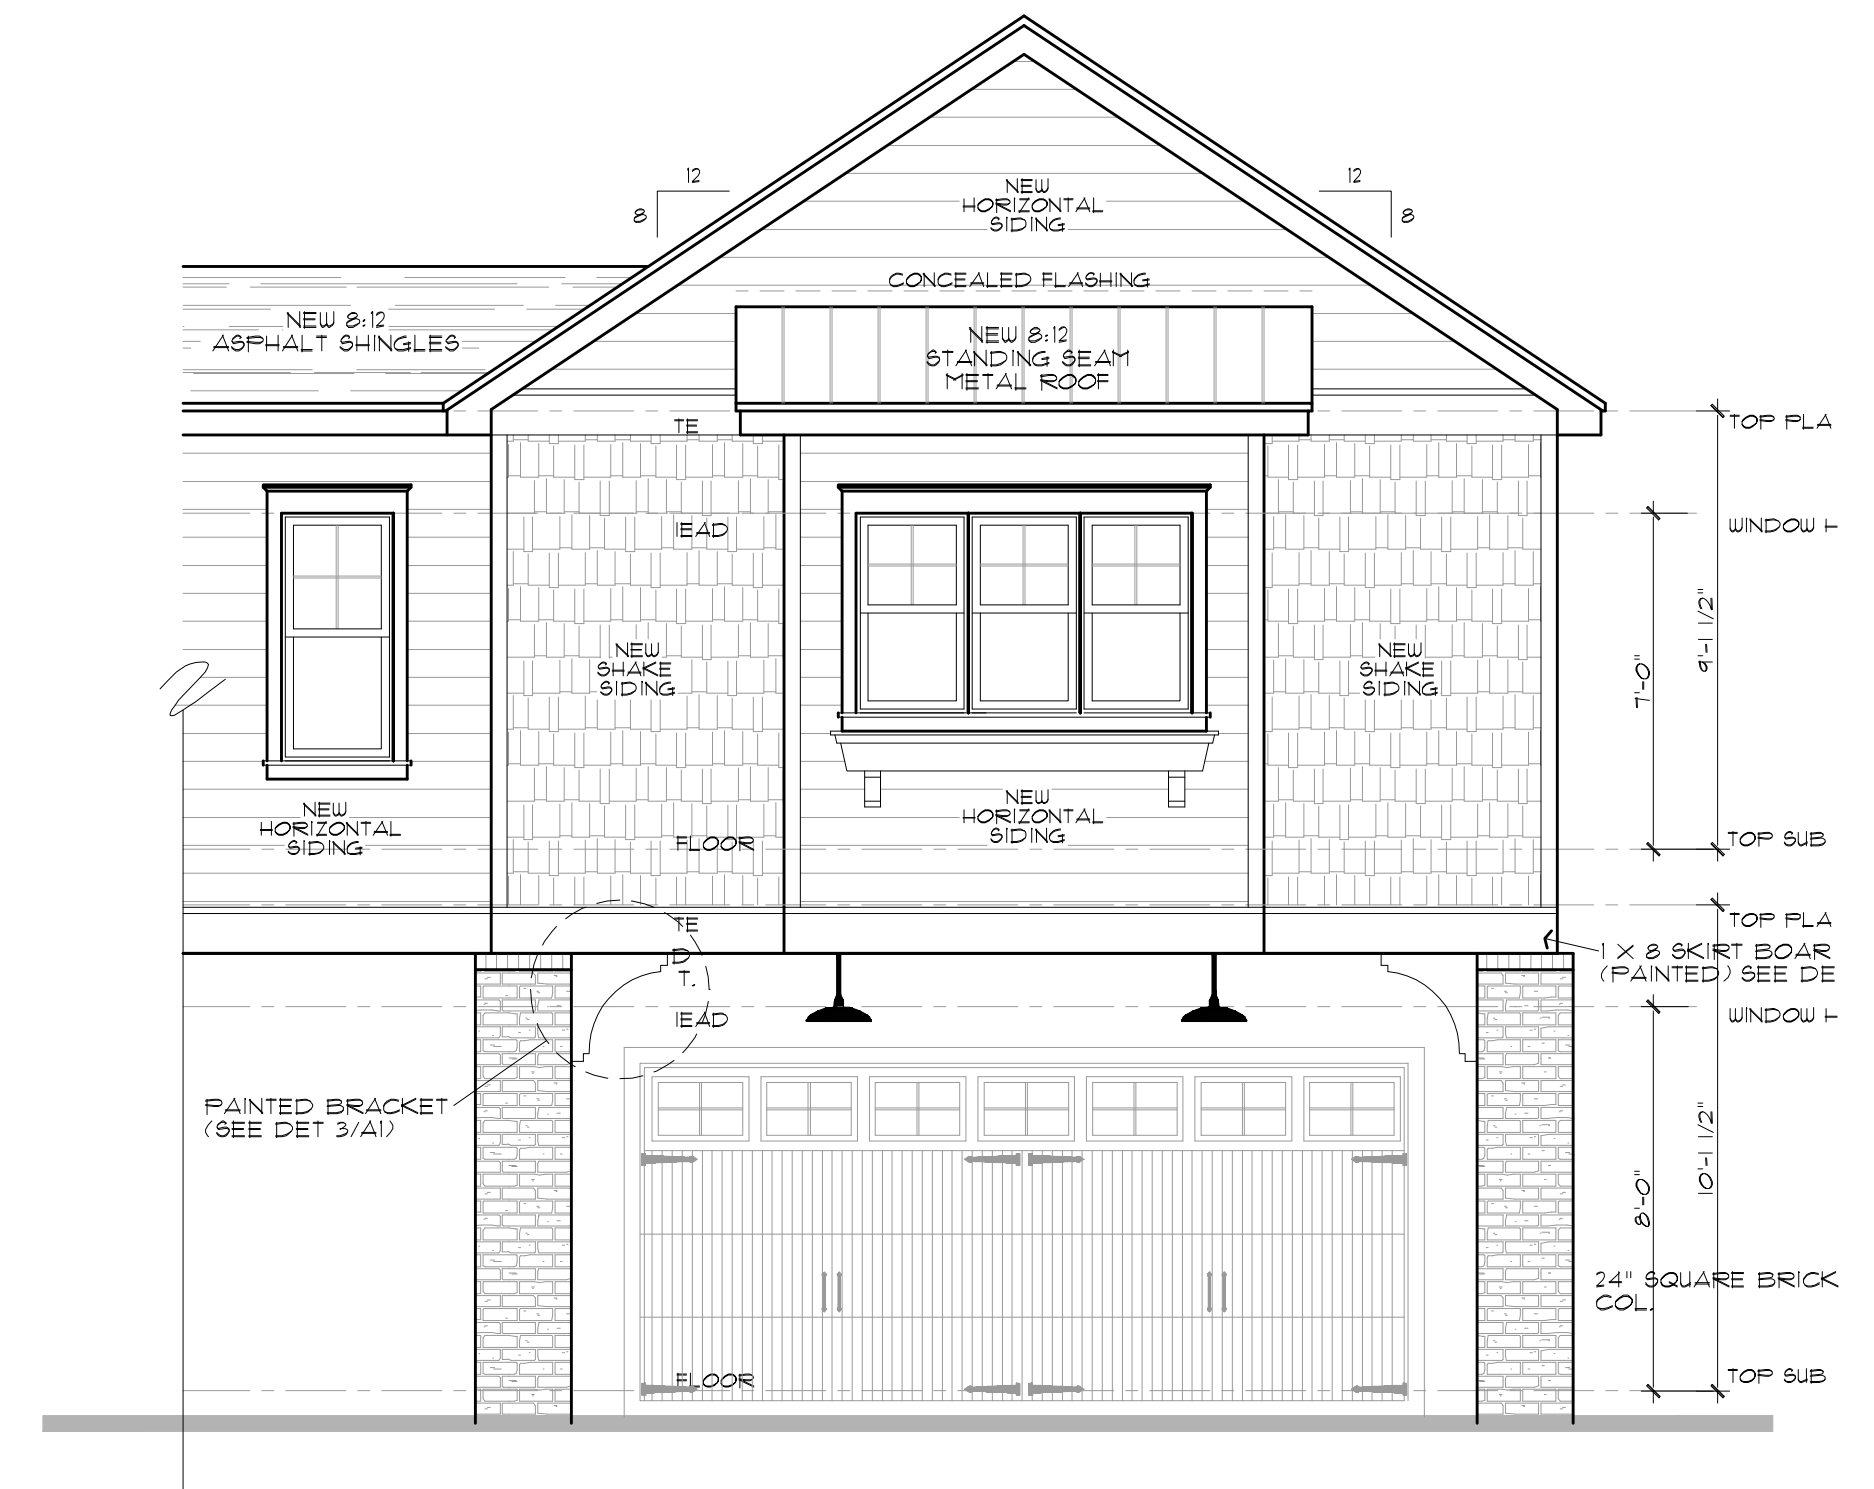 12
12
8
8
NEW
HORIZONTAL
SIDING
CONCEALED FLASHING
NEW 8:12
ASPHALT SHINGLES
NEW 8:12
STANDING SEAM
METAL ROOF
TE
TOP PLA
IEAD
WINDOW H
9'-1 1/2"
7'-0"
NEW
SHAKE
SIDING
NEW
SHAKE
SIDING
NEW
HORIZONTAL
SIDING
NEW
HORIZONTAL
SIDING
FLOOR
TOP SUB
TE
TOP PLA
D
T.
1 X 8 SKIRT BOAR
(PAINTED) SEE DE
IEAD
WINDOW H
PAINTED BRACKET
(SEE DET 3/A1)
10'-1 1/2"
8'-0"
24" SQUARE BRICK
COL.
FLOOR
TOP SUB